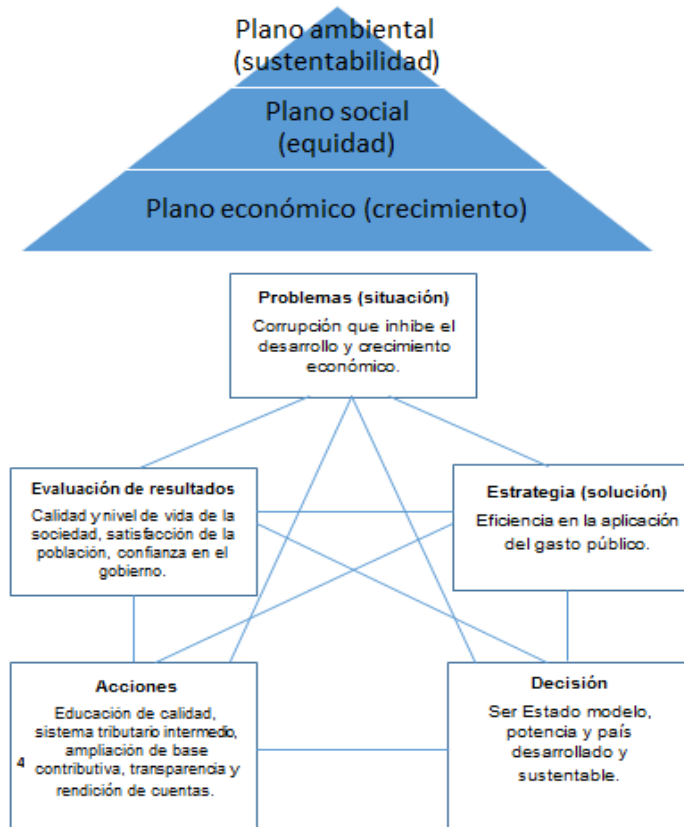 Plano ambiental
(sustentabilidad)
Plano social
(equidad)
Plano económico (crecimiento)
Problemas (situación)
Corrupción que inhibe el
desarrollo y crecimiento
económico.
Evaluación de resultados
Calidad y nivel de vida de la
sociedad, satisfacción de la
población, confianza en el
gobierno.
Estrategia (solución)
Eficiencia en la aplicación
del gasto público.
Acciones
Educación de calidad,
sistema tributario intermedio,
ampliación de base
4 contributiva, transparencia y
rendición de cuentas.
Decisión
Ser Estado modelo,
potencia y país
desarrollado y
sustentable.